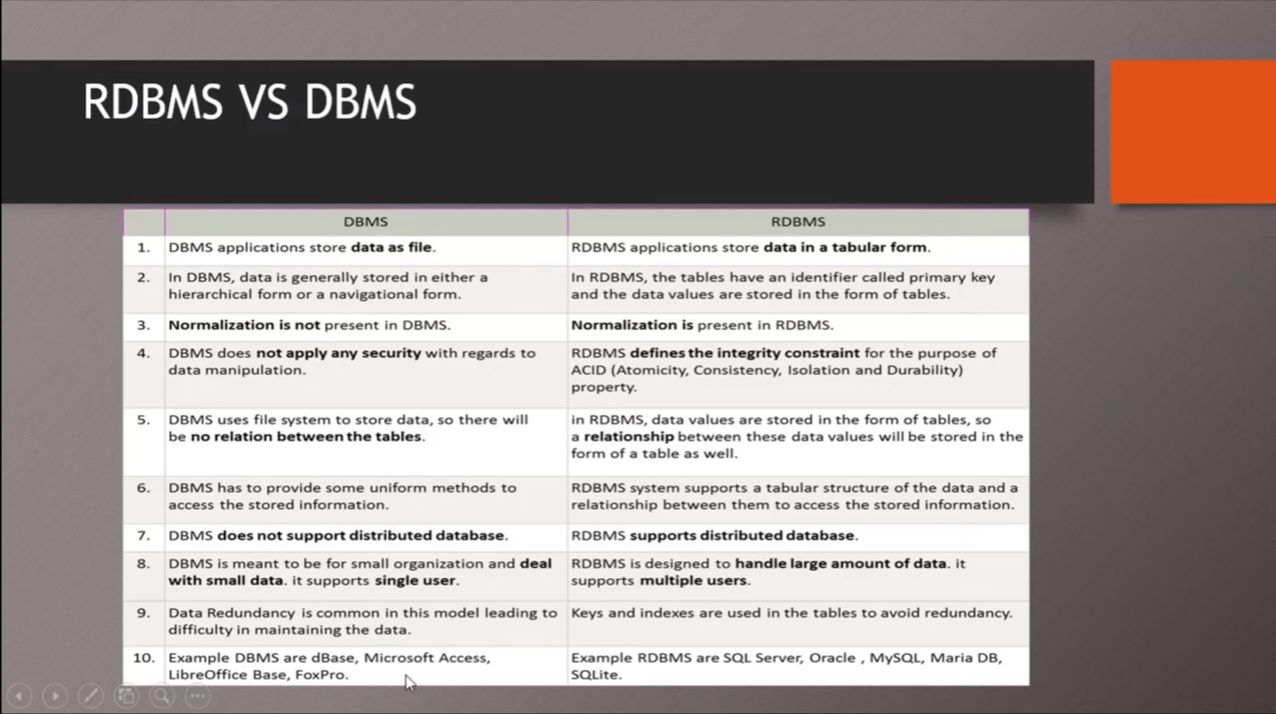 RDBMS VS DBMS
DBMS RDBMS
1. DBMS applications store data as file. RDBMS applications store data in a tabular form.
2. In DBMS, data is generally stored in either a In RDBMS, the tables have an identifier called primary key
hierarchical form or a navigational form. and the data values are stored in the form of tables.
3. Normalization is not present in DBMS. Normalization is present in RDBMS.
4. DBMS does not apply any security with regards to RDBMS defines the integrity constraint for the purpose of
data manipulation. ACID (Atomicity, Consistency, Isolation and Durability)
property.
5. DBMS uses file system to store data, so there will in RDBMS, data values are stored in the form of tables, so
be no relation between the tables. a relationship between these data values will be stored in the
form of a table as well.
6. DBMS has to provide some uniform methods to RDBMS system supports a tabular structure of the data and a
access the stored information. relationship between them to access the stored information.
7. DBMS does not support distributed database. RDBMS supports distributed database.
8. DBMS is meant to be for small organization and deal RDBMS is designed to handle large amount of data. it
with small data. it supports single user. supports multiple users.
9. Data Redundancy is common in this model leading to Keys and indexes are used in the tables to avoid redundancy.
difficulty in maintaining the data.
10. Example DBMS are dBase, Microsoft Access, Example RDBMS are SQL Server, Oracle , MySQL, Maria DB,
LibreOffice Base, FoxPro. SQLite.